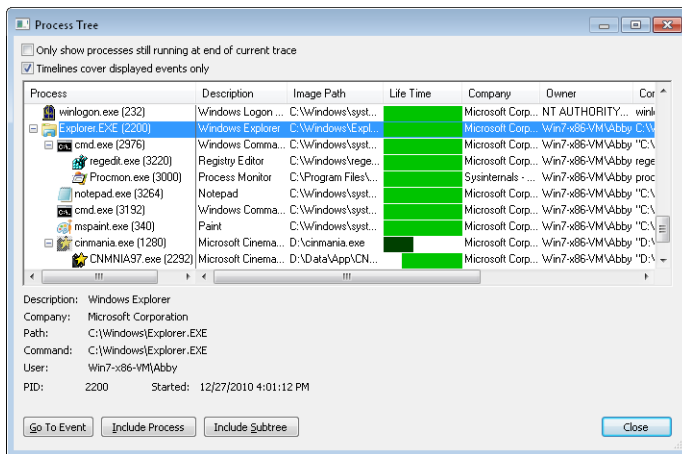 Process Tree
Only show processes still running at end of current trace
Timelines cover displayed events only
Process Description Image Path Life Time Company Owner Cor
winlogon.exe (232) Windows Logon ... C:\Windows\syst... Microsoft Corp... NT AUTHORITY... winlo
Explorer.EXE (2200) Windows Explorer C:\Windows\Expl... Microsoft Corp... Win7-x86-VM\Abby C:\W
cmd.exe (2976) Windows Comma... C:\Windows\syst... Microsoft Corp... Win7-x86-VM\Abby "C:\
regedit.exe (3220) Registry Editor C:\Windows\rege... Microsoft Corp... Win7-x86-VM\Abby rege
Procmon.exe (3000) Process Monitor C:\Program Files\... Sysinternals - ... Win7-x86-VM\Abby proc
notepad.exe (3264) Notepad C:\Windows\syst... Microsoft Corp... Win7-x86-VM\Abby "C:\
cmd.exe (3192) Windows Comma... C:\Windows\syst... Microsoft Corp... Win7-x86-VM\Abby "C:\
mspaint.exe (340) Paint C:\Windows\syst... Microsoft Corp... Win7-x86-VM\Abby "C:\
cinmania.exe (1280) Microsoft Cinema... D:\cinmania.exe Microsoft Corp... Win7-x86-VM\Abby "D:\
CNMNIA97.exe (2292) Microsoft Cinema... D:\Data\App\CN... Microsoft Corp... Win7-x86-VM\Abby "D:\
Description: Windows Explorer
Company: Microsoft Corporation
Path: C:\Windows\Explorer.EXE
Command: C:\Windows\Explorer.EXE
User: Win7-x86-VM\Abby
PID: 2200 Started: 12/27/2010 4:01:12 PM
Go To Event Include Process Include Subtree Close